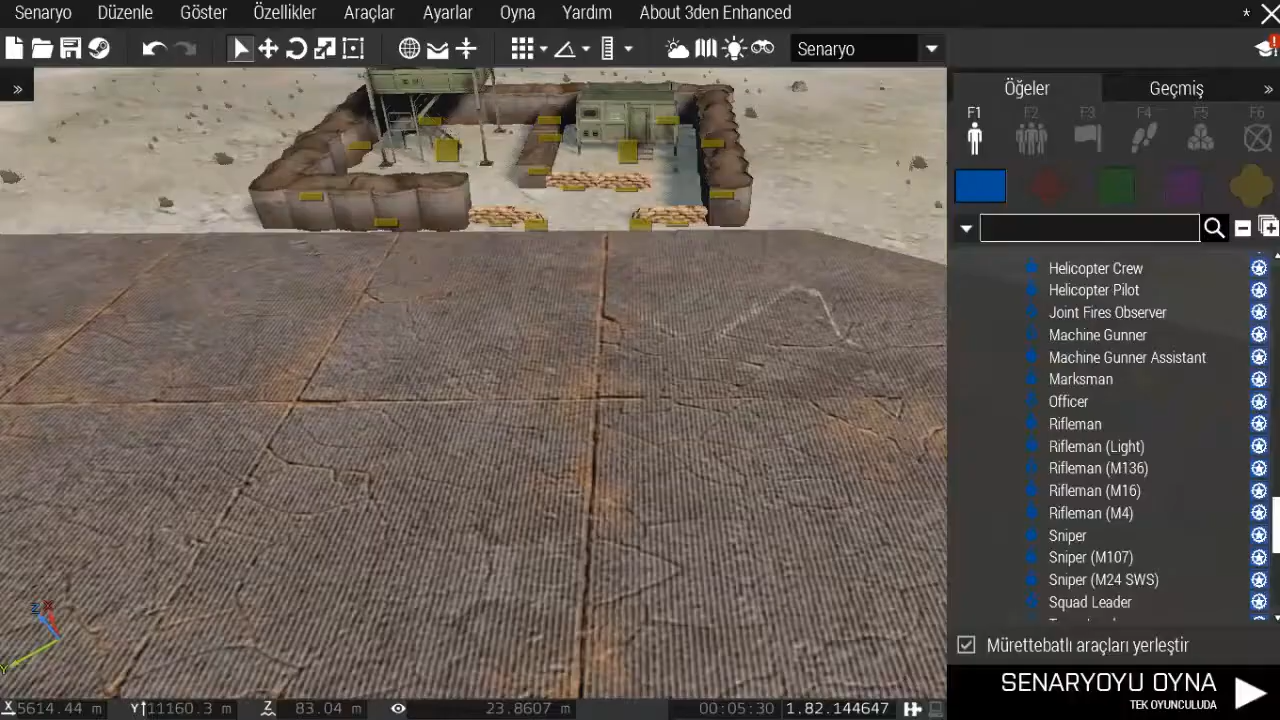 Senaryo Düzenle Göster Özellikler Araçlar Ayarlar Oyna Yardım About 3den Enhanced *
Senaryo
Öğeler Geçmiş »
F1 F2 F3 F4 F5 F6
Helicopter Crew
Helicopter Pilot
Joint Fires Observer
Machine Gunner
Machine Gunner Assistant
Marksman
Officer
Rifleman
Rifleman (Light)
Rifleman (M136)
Rifleman (M16)
Rifleman (M4)
Sniper
Sniper (M107)
Sniper (M24 SWS)
Squad Leader
Mürettebatlı araçları yerleştir
SENARYOYU OYNA
TEK OYUNCULUDA
Z X
Y
X 5614.44 m Y 11160.3 m Z 83.04 m 23.8607 m 00:05:30 1.82.144647